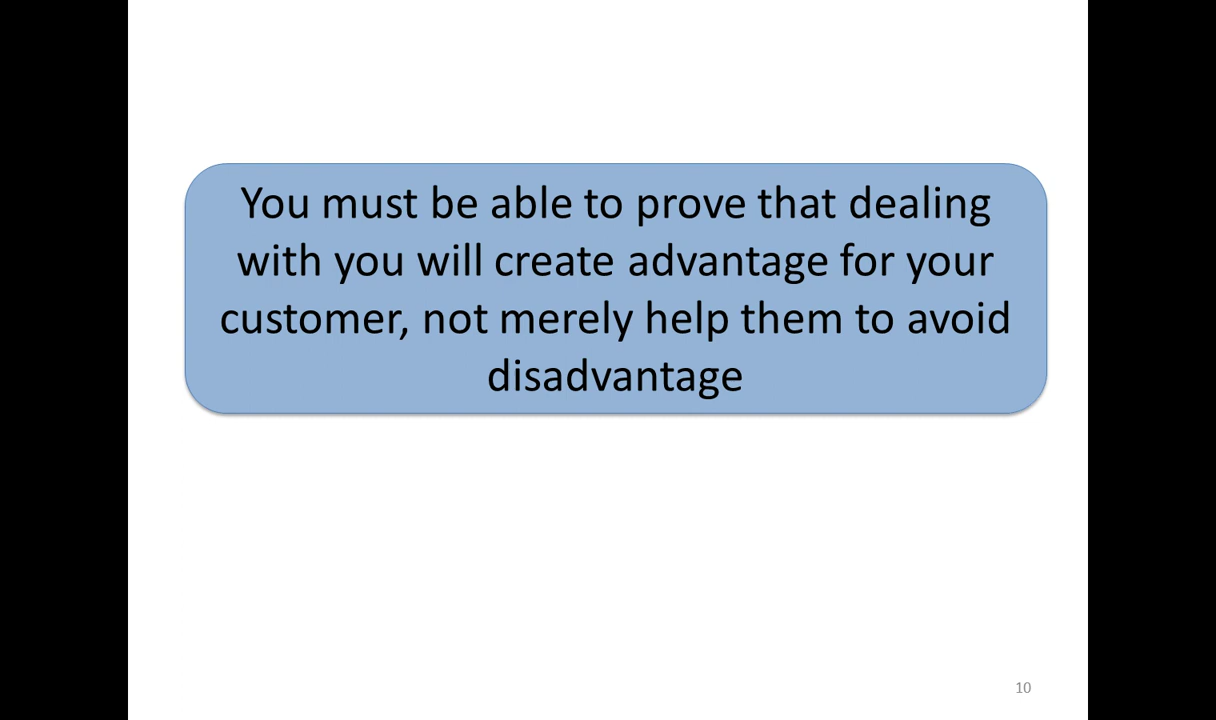 You must be able to prove that dealing
with you will create advantage for your
customer, not merely help them to avoid
disadvantage
10